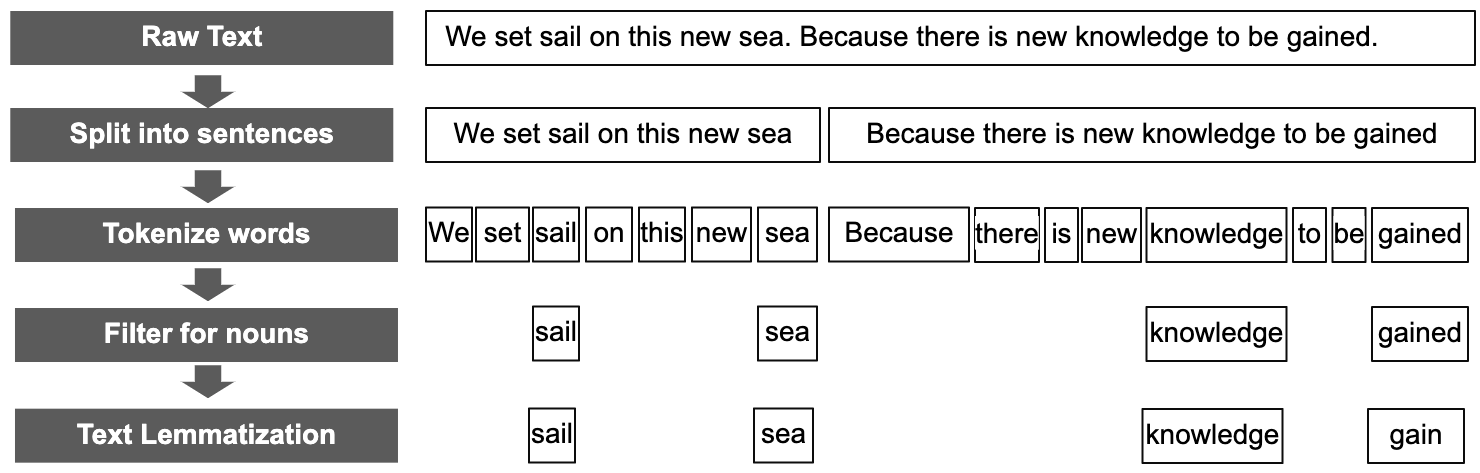 Raw Text We set sail on this new sea. Because there is new knowledge to be gained.
Split into sentences We set sail on this new sea Because there is new knowledge to be gained
Tokenize words We set sail on this new sea Because there is new knowledge to be gained
Filter for nouns sail sea knowledge gained
Text Lemmatization sail sea knowledge gain